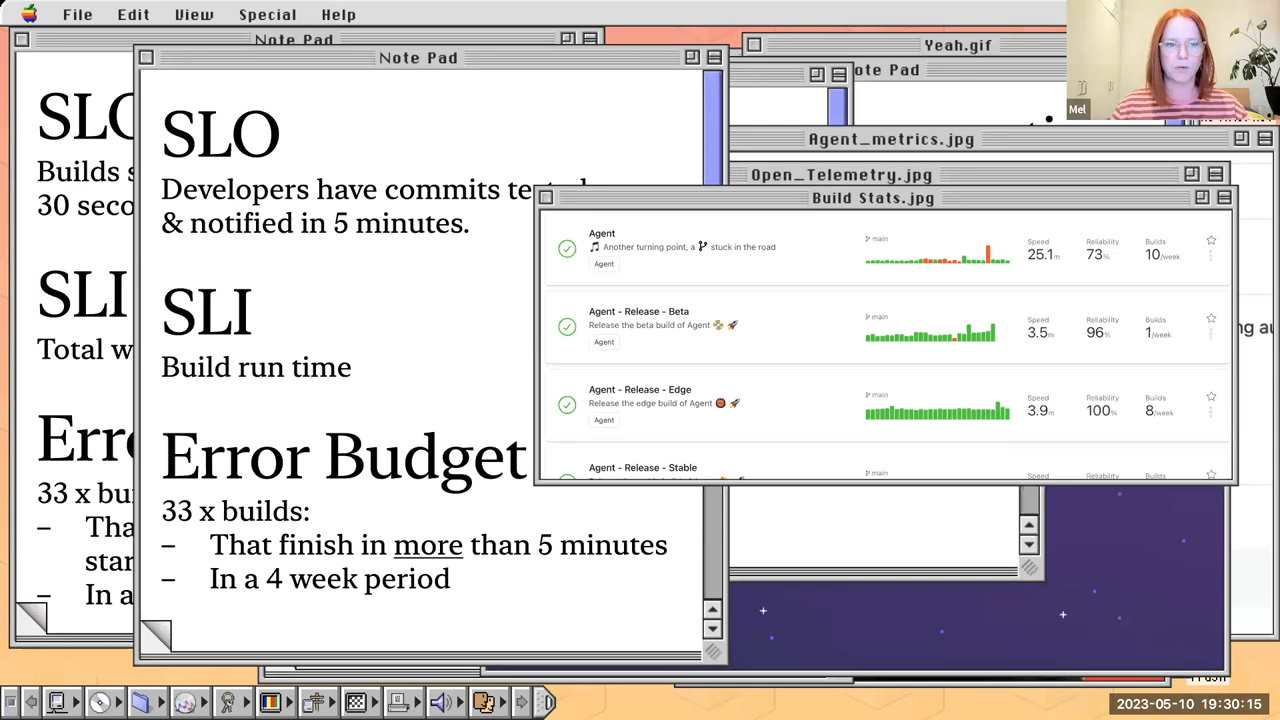 File Edit View Special Help
Note Pad
Note Pad
Yeah.gif
ote Pad
Mel
Agent_metrics.jpg
Open_Telemetry.jpg
Build Stats.jpg
Builds s
30 seco
SLI
Total w
33 x bui
- Tha
star
- In a
SLO
Developers have commits tested
& notified in 5 minutes.
SLI
Build run time
Error Budget
33 x builds:
- That finish in more than 5 minutes
- In a 4 week period
Agent
Another turning point, a stuck in the road
Agent
main
Speed
25.1m
Reliability
73%
Builds
10/week
Agent - Release - Beta
Release the beta build of Agent
Agent
main
Speed
3.5m
Reliability
96%
Builds
1/week
Agent - Release - Edge
Release the edge build of Agent
Agent
main
Speed
3.9m
Reliability
100%
Builds
8/week
Agent - Release - Stable
main
Speed
Reliability
Builds
2023-05-10 19:30:15